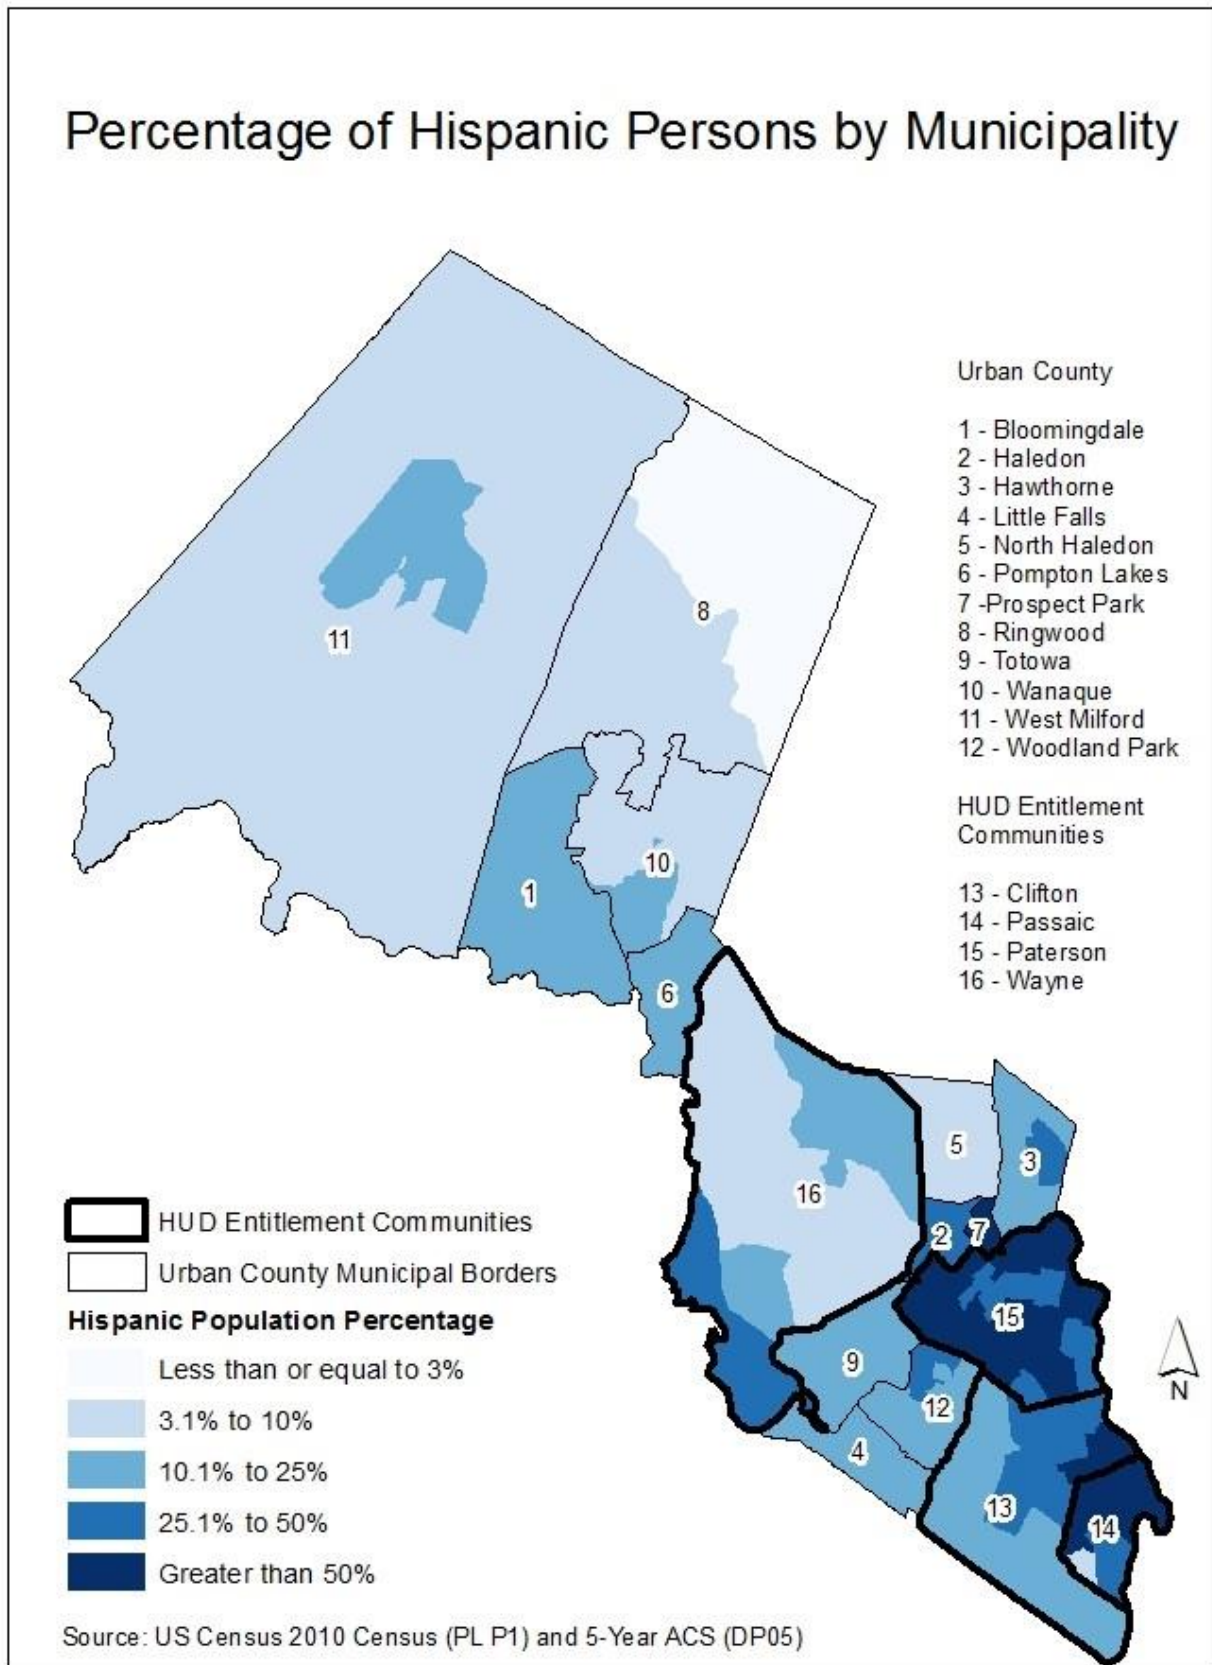 Percentage of Hispanic Persons by Municipality
Urban County
1 - Bloomingdale
2 - Haledon
3 - Hawthorne
4 - Little Falls
5 - North Haledon
6 - Pompton Lakes
7 -Prospect Park
8 - Ringwood
9 - Totowa
10 - Wanaque
11 - West Milford
12 - Woodland Park
HUD Entitlement
Communities
13 - Clifton
14 - Passaic
15 - Paterson
16 - Wayne
8
11
10
1
6
5
3
16
2
7
15
9
12
4
13
14
N
HUD Entitlement Communities
Urban County Municipal Borders
Hispanic Population Percentage
Less than or equal to 3%
3.1% to 10%
10.1% to 25%
25.1% to 50%
Greater than 50%
Source: US Census 2010 Census (PL P1) and 5-Year ACS (DP05)